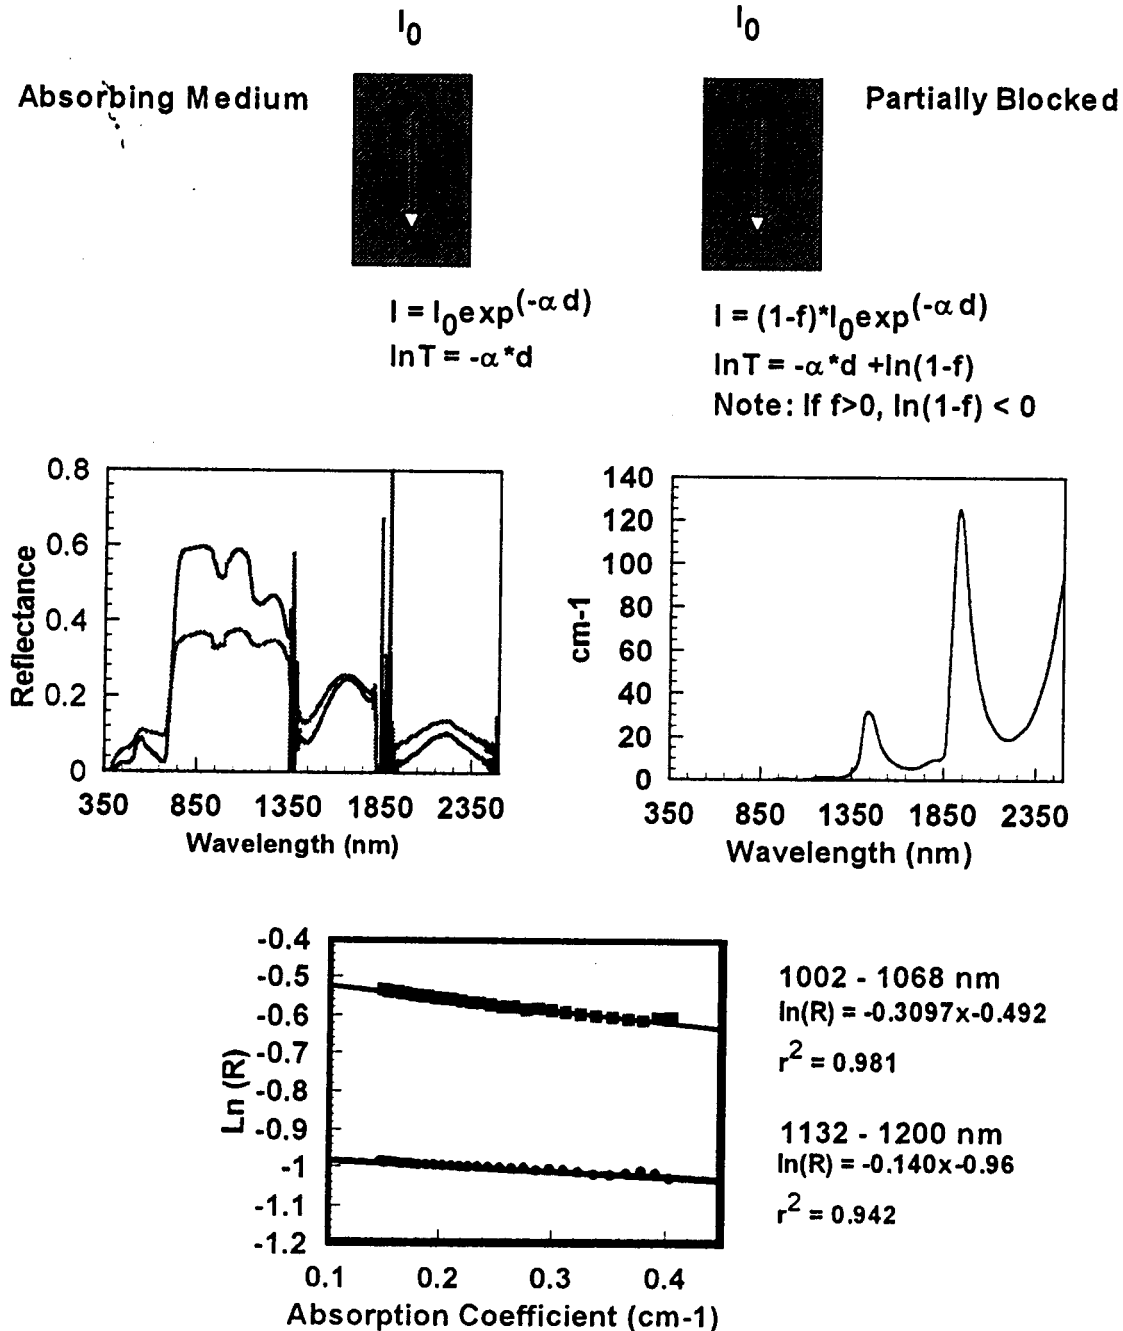 I0
I0
Absorbing Medium
Partially Blocked
I = I0exp(-α d)
lnT = -α*d
I = (1-f)*I0exp(-α d)
lnT = -α*d +ln(1-f)
Note: If f>0, ln(1-f) < 0
0.8
0.6
0.4
0.2
0
Reflectance
350 850 1350 1850 2350
Wavelength (nm)
140
120
100
80
60
40
20
0
cm-1
350 850 1350 1850 2350
Wavelength (nm)
-0.4
-0.5
-0.6
-0.7
-0.8
-0.9
-1
-1.1
-1.2
Ln (R)
0.1 0.2 0.3 0.4
Absorption Coefficient (cm-1)
1002 - 1068 nm
ln(R) = -0.3097x-0.492
r2 = 0.981
1132 - 1200 nm
ln(R) = -0.140x-0.96
r2 = 0.942